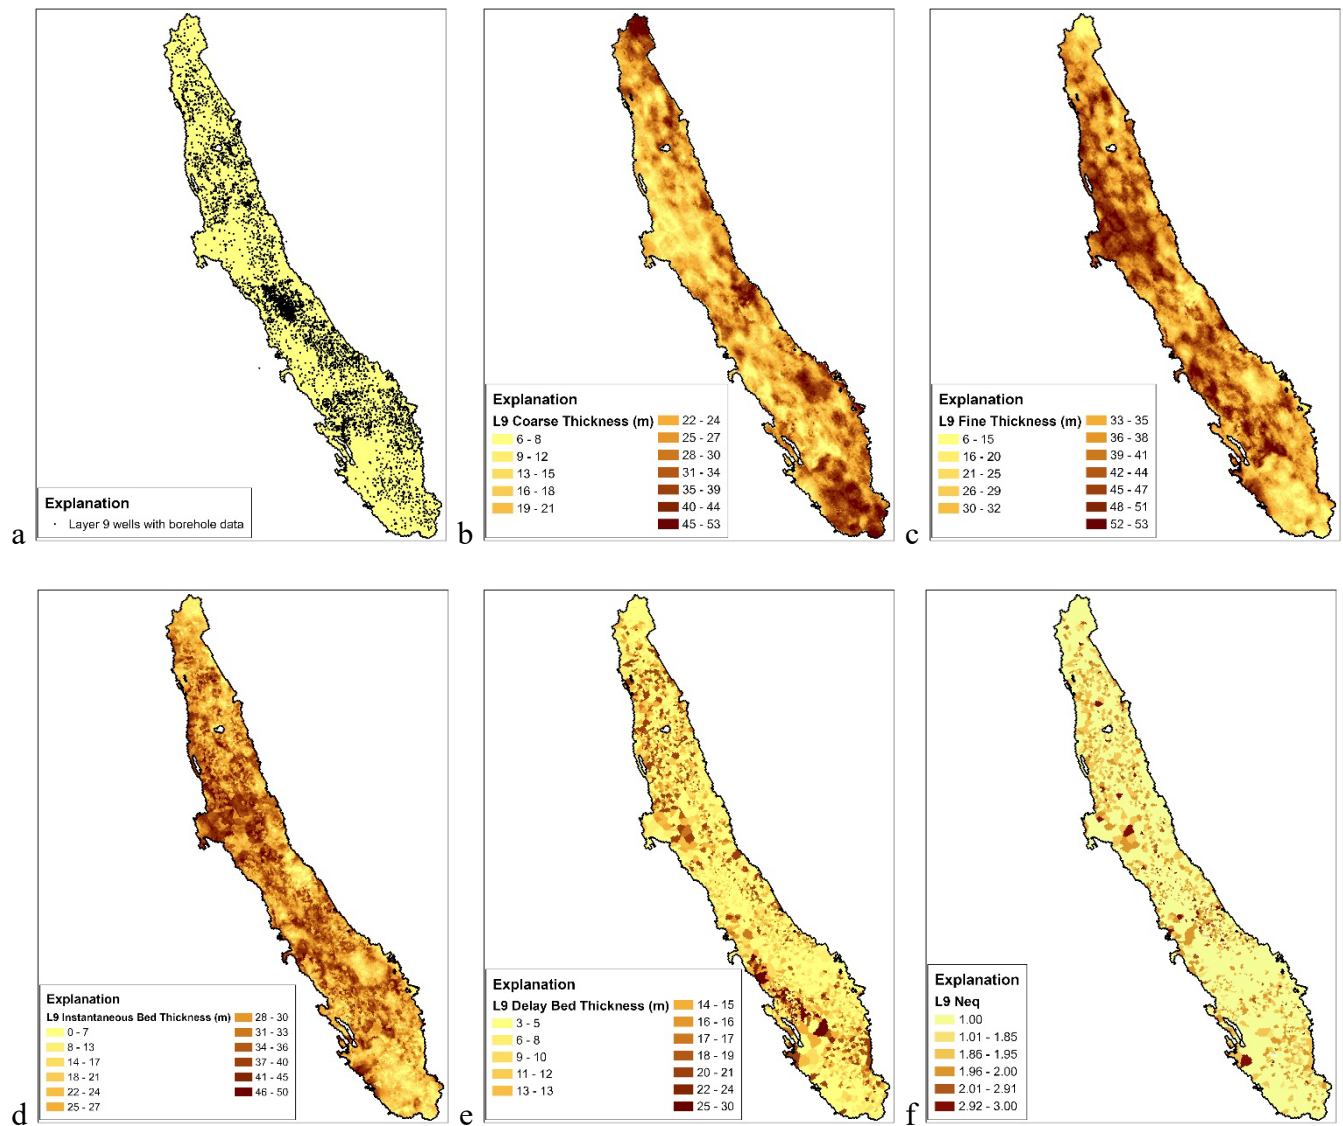 Explanation
Layer 9 wells with borehole data
a
Explanation
L9 Coarse Thickness (m)
6 - 8
9 - 12
13 - 15
16 - 18
19 - 21
22 - 24
25 - 27
28 - 30
31 - 34
35 - 39
40 - 44
45 - 53
b
Explanation
L9 Fine Thickness (m)
6 - 15
16 - 20
21 - 25
26 - 29
30 - 32
33 - 35
36 - 38
39 - 41
42 - 44
45 - 47
48 - 51
52 - 53
c
Explanation
L9 Instantaneous Bed Thickness (m)
0 - 7
8 - 13
14 - 17
18 - 21
22 - 24
25 - 27
28 - 30
31 - 33
34 - 36
37 - 40
41 - 45
46 - 50
d
Explanation
L9 Delay Bed Thickness (m)
3 - 5
6 - 8
9 - 10
11 - 12
13 - 13
14 - 15
16 - 16
17 - 17
18 - 19
20 - 21
22 - 24
25 - 30
e
Explanation
L9 Neq
1.00
1.01 - 1.85
1.86 - 1.95
1.96 - 2.00
2.01 - 2.91
2.92 - 3.00
f